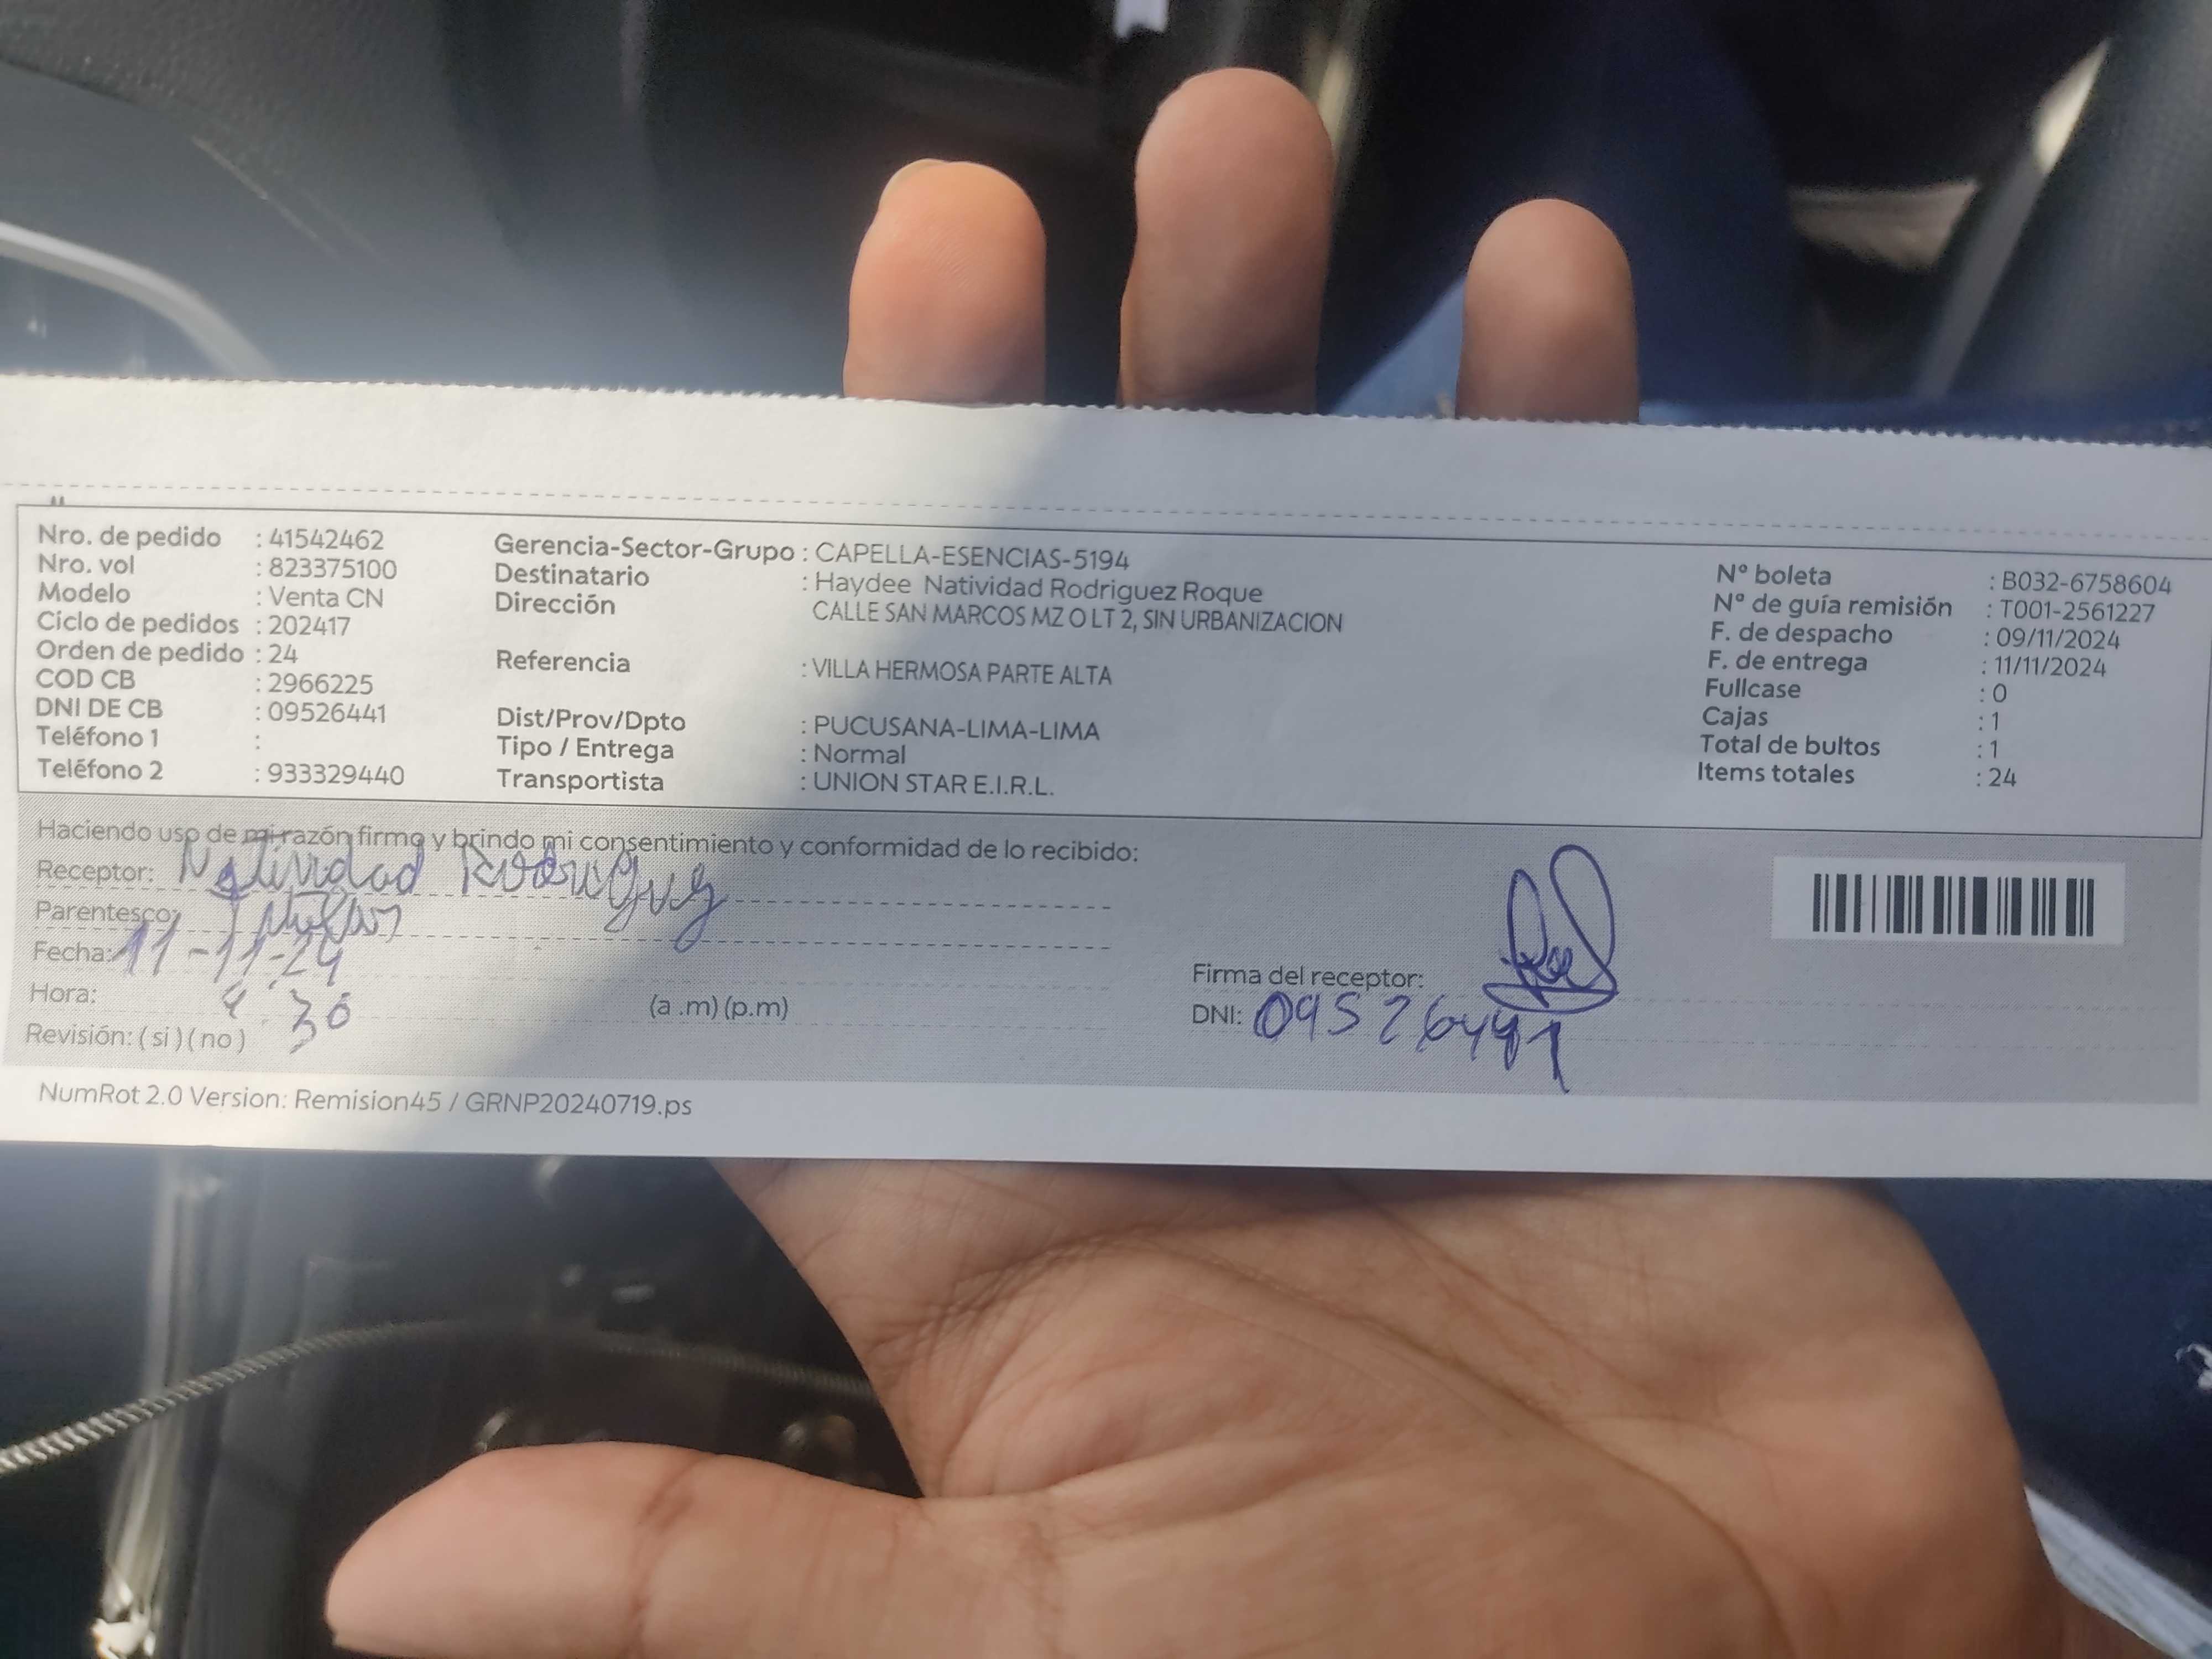 Nro. de pedido : 41542462
Nro. vol : 823375100
Modelo : Venta CN
Ciclo de pedidos : 202417
Orden de pedido : 24
COD CB : 2966225
DNI DE CB : 09526441
Teléfono 1 :
Teléfono 2 : 933329440
Gerencia-Sector-Grupo : CAPELLA-ESENCIAS-5194
Destinatario : Haydee Natividad Rodriguez Roque
Dirección CALLE SAN MARCOS MZ O LT 2, SIN URBANIZACION
Referencia : VILLA HERMOSA PARTE ALTA
Dist/Prov/Dpto : PUCUSANA-LIMA-LIMA
Tipo / Entrega : Normal
Transportista : UNION STAR E.I.R.L.
N° boleta : B032-6758604
N° de guía remisión : T001-2561227
F. de despacho : 09/11/2024
F. de entrega : 11/11/2024
Fullcase : 0
Cajas : 1
Total de bultos : 1
Items totales : 24
Haciendo uso de mi razón firmo y brindo mi consentimiento y conformidad de lo recibido:
Receptor: Natividad Rodriguez
Parentesco:
Fecha: 11-11-24
Hora: 4:30 (a .m) (p.m)
Revisión: ( si ) ( no )
Firma del receptor:
DNI: 09526441
NumRot 2.0 Version: Remision45 / GRNP20240719.ps